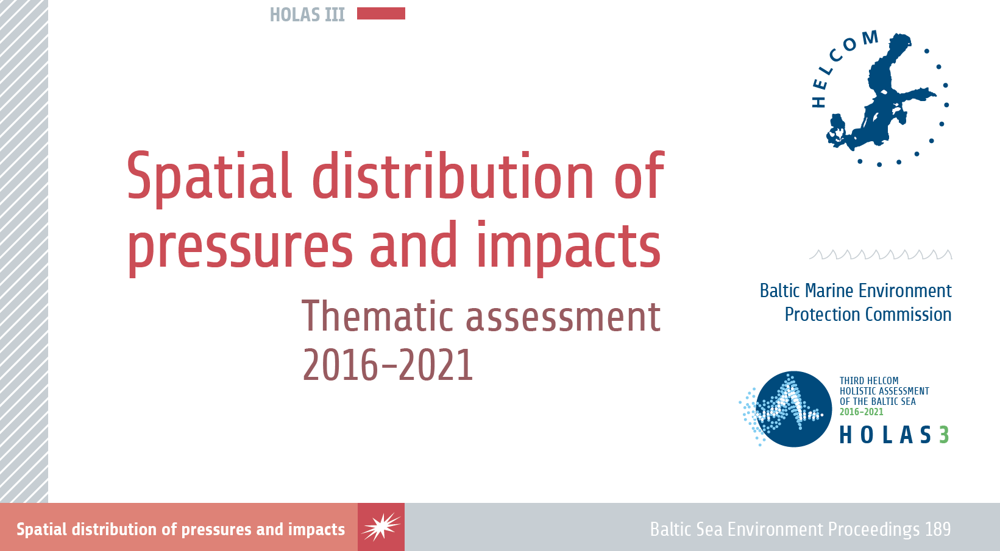 HOLAS III
HELCOM
Spatial distribution of
pressures and impacts
Thematic assessment
2016–2021
Baltic Marine Environment
Protection Commission
THIRD HELCOM
HOLISTIC ASSESSMENT
OF THE BALTIC SEA
2016–2021
HOLAS3
Spatial distribution of pressures and impacts
Baltic Sea Environment Proceedings 189